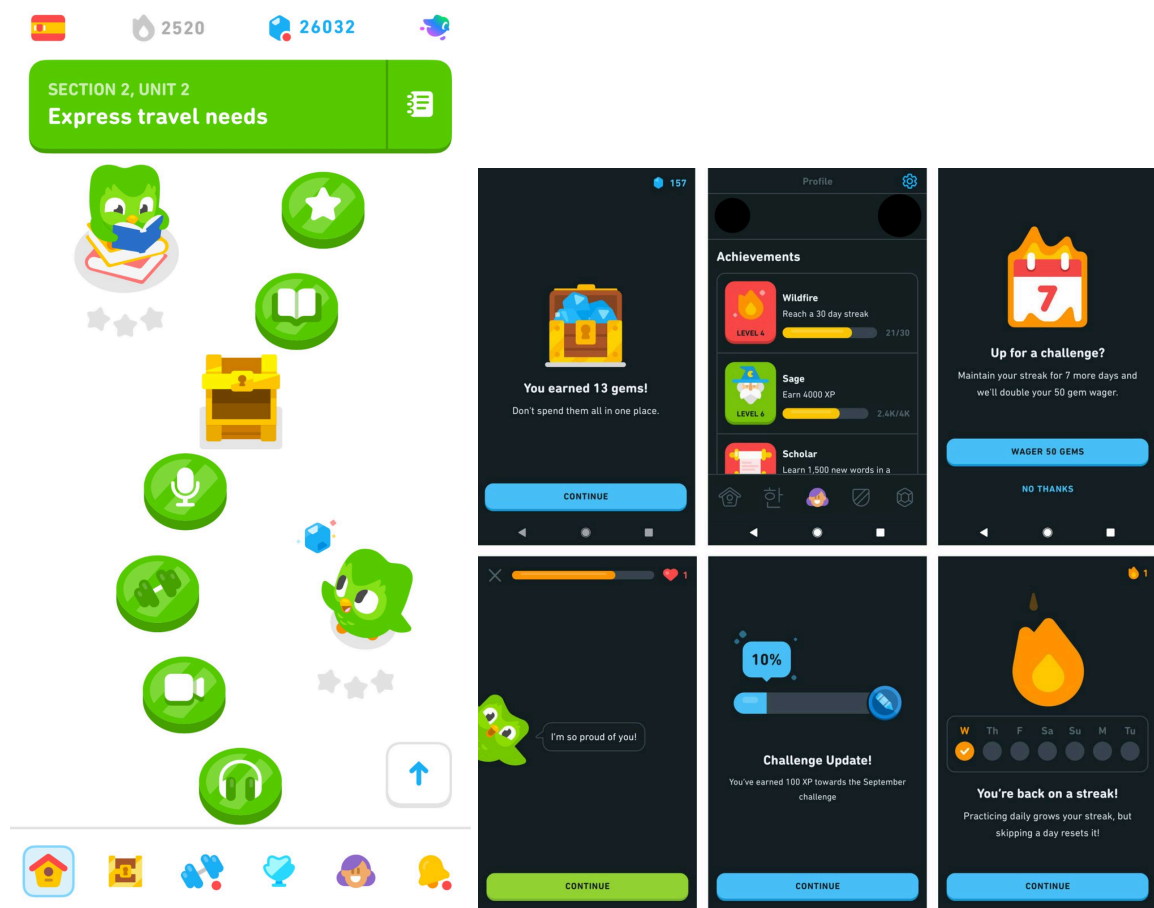 2520
26032
SECTION 2, UNIT 2
Express travel needs
157
You earned 13 gems!
Don't spend them all in one place.
CONTINUE
Profile
Achievements
Wildfire
Reach a 30 day streak
LEVEL 4
21/30
Sage
Earn 4000 XP
LEVEL 6
2.4K/4K
Scholar
Learn 1,500 new words in a
한
7
Up for a challenge?
Maintain your streak for 7 more days and
we'll double your 50 gem wager.
WAGER 50 GEMS
NO THANKS
1
I'm so proud of you!
CONTINUE
10%
Challenge Update!
You've earned 100 XP towards the September
challenge
CONTINUE
1
W Th F Sa Su M Tu
You're back on a streak!
Practicing daily grows your streak, but
skipping a day resets it!
CONTINUE